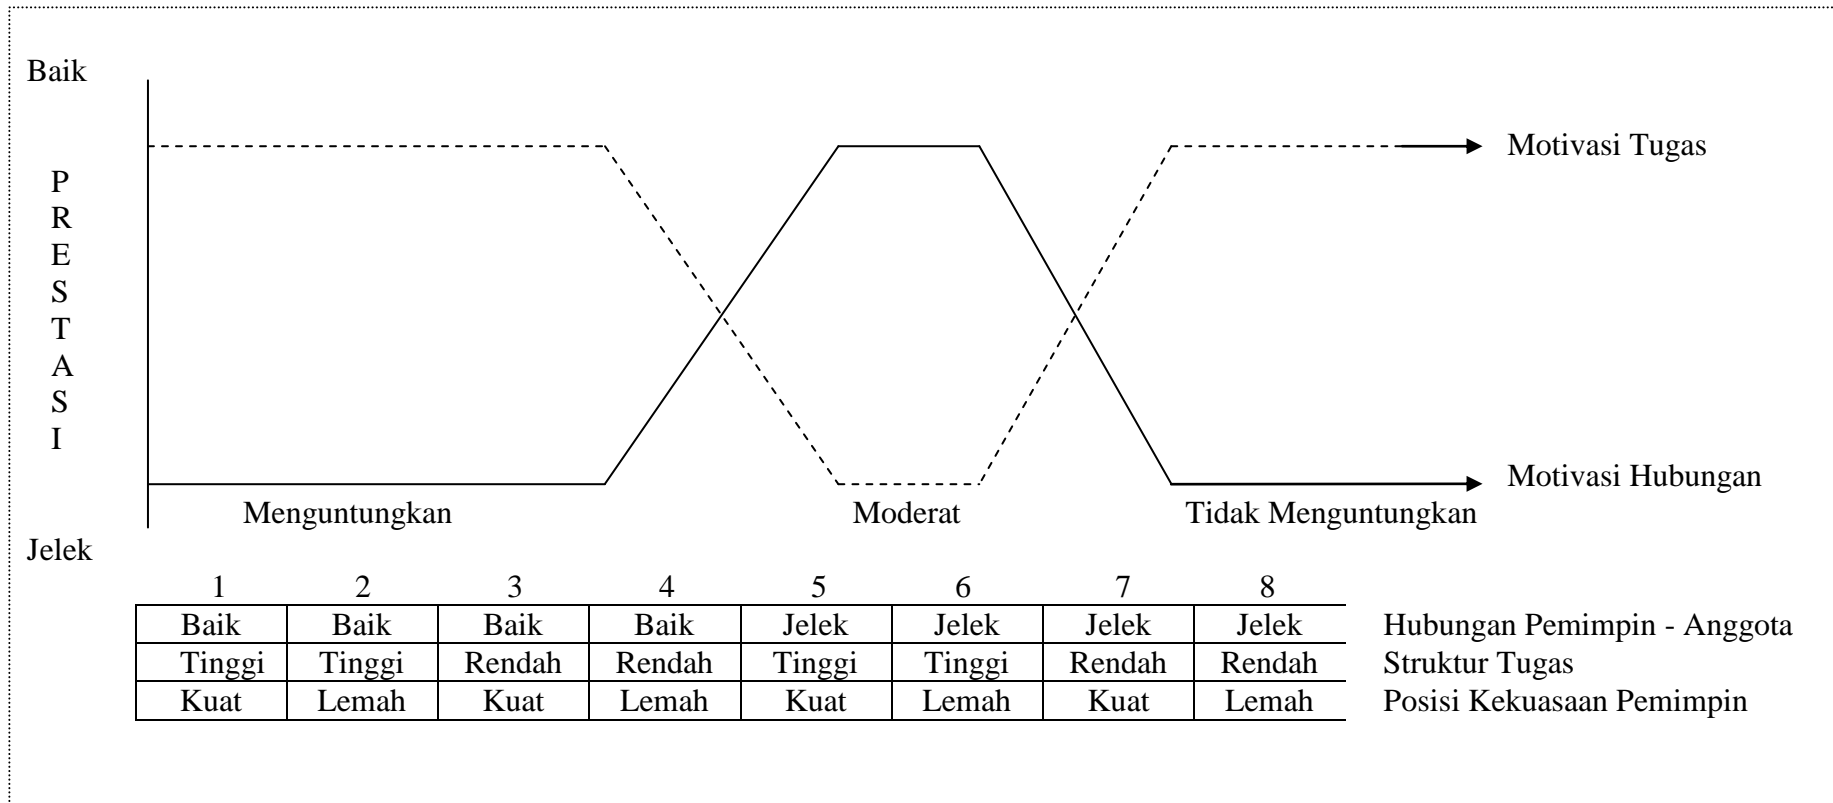 Baik
PRESTASI
Motivasi Tugas
Motivasi Hubungan
Menguntungkan Moderat Tidak Menguntungkan
Jelek
1 2 3 4 5 6 7 8
Baik Baik Baik Baik Jelek Jelek Jelek Jelek Hubungan Pemimpin - Anggota
Tinggi Tinggi Rendah Rendah Tinggi Tinggi Rendah Rendah Struktur Tugas
Kuat Lemah Kuat Lemah Kuat Lemah Kuat Lemah Posisi Kekuasaan Pemimpin